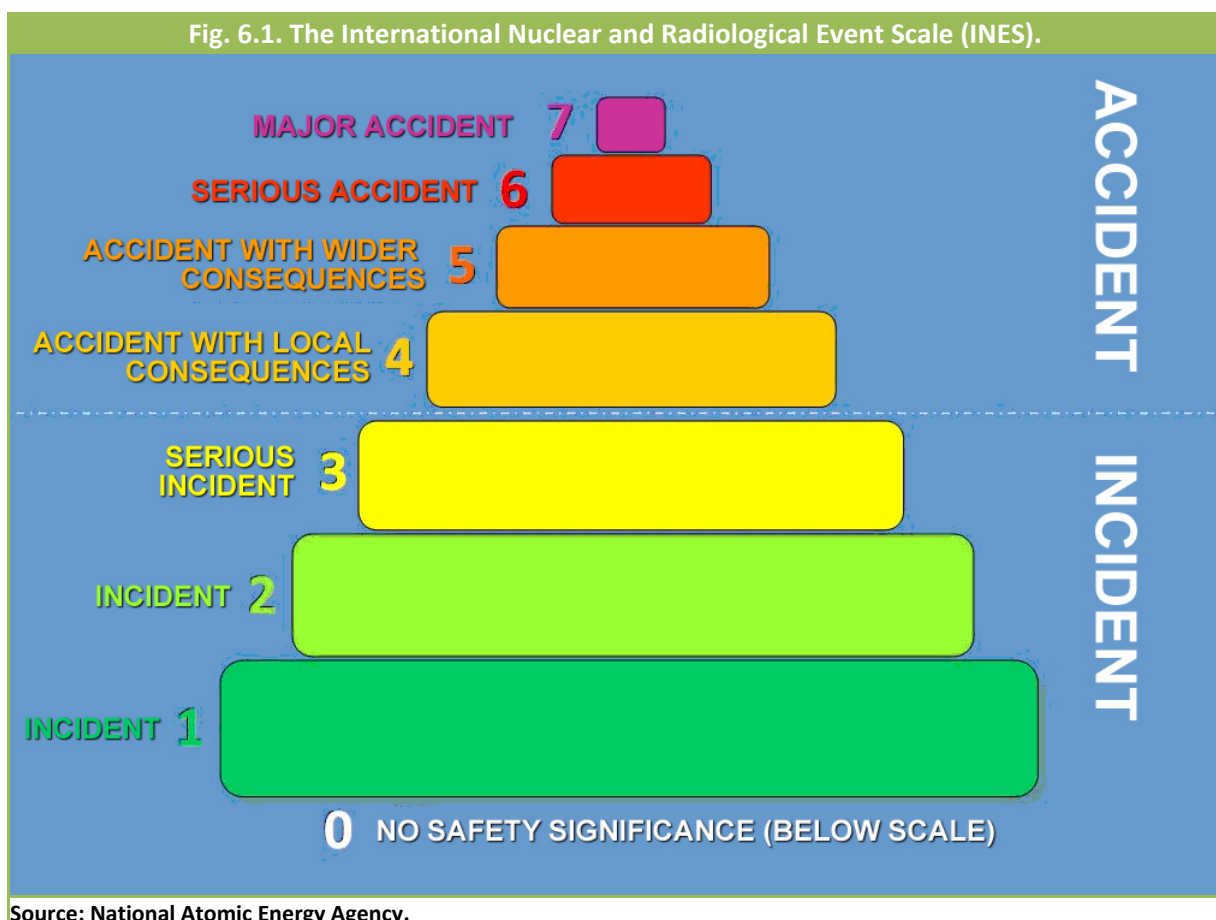 Fig. 6.1. The International Nuclear and Radiological Event Scale (INES).
MAJOR ACCIDENT 7
SERIOUS ACCIDENT 6
ACCIDENT WITH WIDER
CONSEQUENCES 5
ACCIDENT WITH LOCAL
CONSEQUENCES 4
ACCIDENT
SERIOUS
INCIDENT 3
INCIDENT 2
INCIDENT 1
INCIDENT
0 NO SAFETY SIGNIFICANCE (BELOW SCALE)
Source: National Atomic Energy Agency.